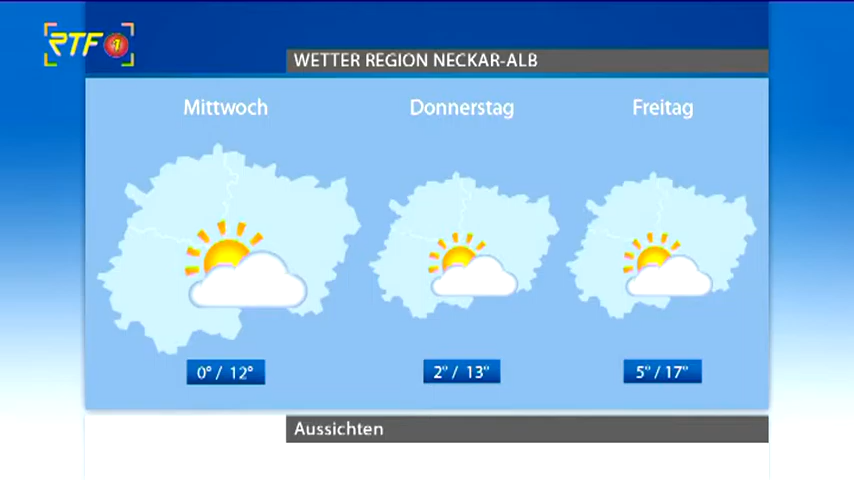 RTF 1
WETTER REGION NECKAR-ALB
Mittwoch Donnerstag Freitag
0° / 12° 2° / 13° 5° / 17°
Aussichten